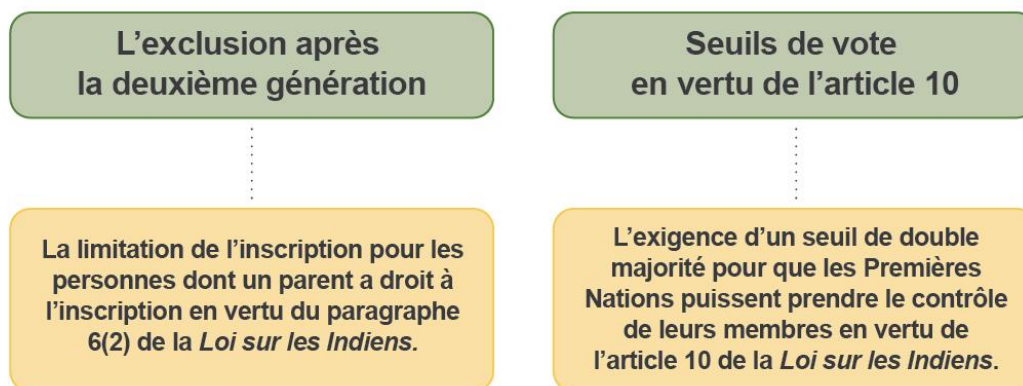 L’exclusion après
la deuxième génération
La limitation de l’inscription pour les
personnes dont un parent a droit à
l’inscription en vertu du paragraphe
6(2) de la Loi sur les Indiens.
Seuils de vote
en vertu de l’article 10
L’exigence d’un seuil de double
majorité pour que les Premières
Nations puissent prendre le contrôle
de leurs membres en vertu de
l’article 10 de la Loi sur les Indiens.